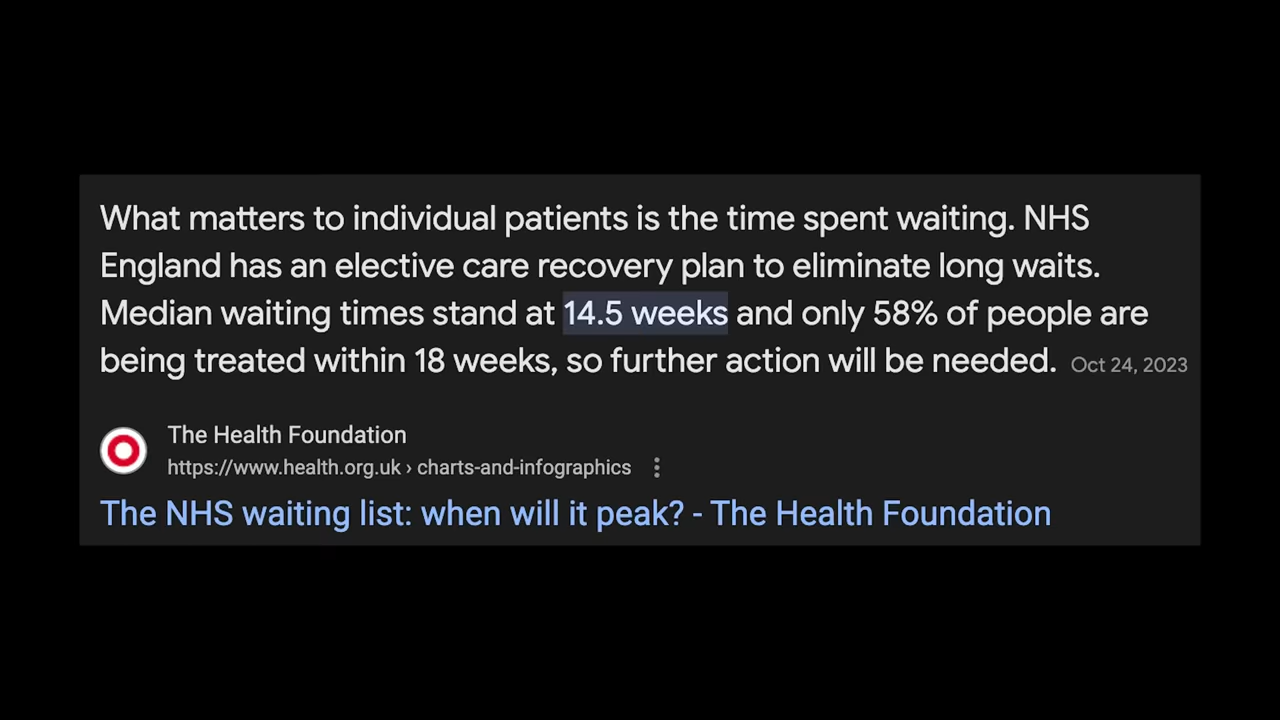 What matters to individual patients is the time spent waiting. NHS
England has an elective care recovery plan to eliminate long waits.
Median waiting times stand at 14.5 weeks and only 58% of people are
being treated within 18 weeks, so further action will be needed. Oct 24, 2023
The Health Foundation
https://www.health.org.uk › charts-and-infographics
The NHS waiting list: when will it peak? - The Health Foundation